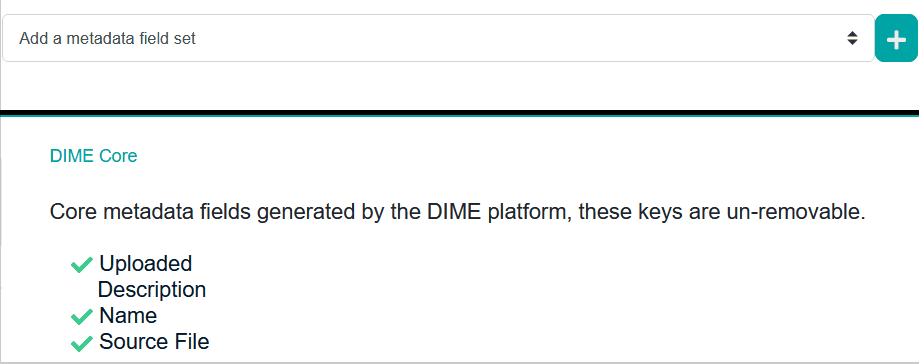 Add a metadata field set
DIME Core
Core metadata fields generated by the DIME platform, these keys are un-removable.
Uploaded
Description
Name
Source File